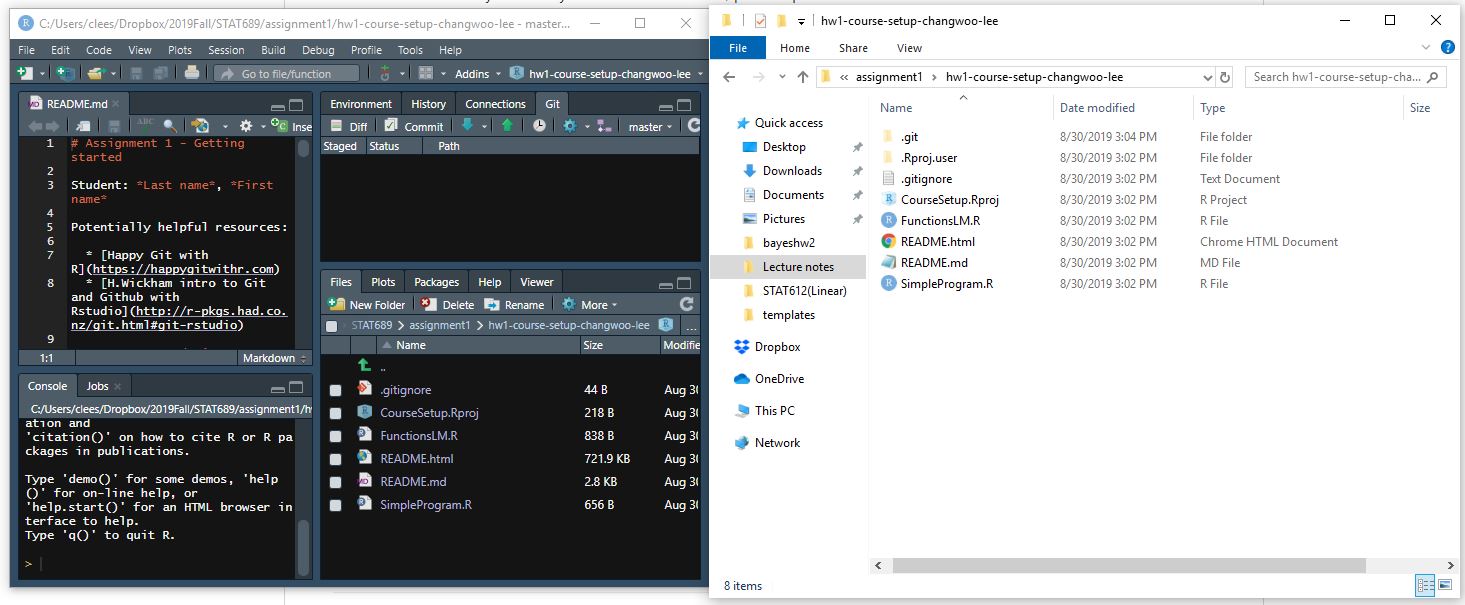 C:/Users/clees/Dropbox/2019Fall/STAT689/assignment1/hw1-course-setup-changwoo-lee - master...
File Edit Code View Plots Session Build Debug Profile Tools Help
Go to file/function Addins hw1-course-setup-changwoo-lee
README.md
Inse
1 # Assignment 1 - Getting
started
2
3 Student: *Last name*, *First
name*
4
5 Potentially helpful resources:
6
7 * [Happy Git with
R](https://happygitwithr.com)
8 * [H.Wickham intro to Git
and Github with
Rstudio](http://r-pkgs.had.co.
nz/git.html#git-rstudio)
9
1:1 Markdown
Console Jobs
C:/Users/clees/Dropbox/2019Fall/STAT689/assignment1/h
ation and
'citation()' on how to cite R or R pa
ckages in publications.
Type 'demo()' for some demos, 'help
()' for on-line help, or
'help.start()' for an HTML browser in
terface to help.
Type 'q()' to quit R.
>
Environment History Connections Git
Diff Commit master
Staged Status Path
Files Plots Packages Help Viewer
New Folder Delete Rename More
STAT689 assignment1 hw1-course-setup-changwoo-lee ...
Name Size Modifie
..
.gitignore 44 B Aug 30
CourseSetup.Rproj 218 B Aug 30
FunctionsLM.R 838 B Aug 30
README.html 721.9 KB Aug 30
README.md 2.8 KB Aug 30
SimpleProgram.R 656 B Aug 30
hw1-course-setup-changwoo-lee
File Home Share View
« assignment1 > hw1-course-setup-changwoo-lee Search hw1-course-setup-cha...
Name Date modified Type Size
Quick access
Desktop
Downloads
Documents
Pictures
bayeshw2
Lecture notes
STAT612(Linear)
templates
Dropbox
OneDrive
This PC
Network
.git 8/30/2019 3:04 PM File folder
.Rproj.user 8/30/2019 3:02 PM File folder
.gitignore 8/30/2019 3:02 PM Text Document
CourseSetup.Rproj 8/30/2019 3:02 PM R Project
FunctionsLM.R 8/30/2019 3:02 PM R File
README.html 8/30/2019 3:02 PM Chrome HTML Document
README.md 8/30/2019 3:02 PM MD File
SimpleProgram.R 8/30/2019 3:02 PM R File
8 items